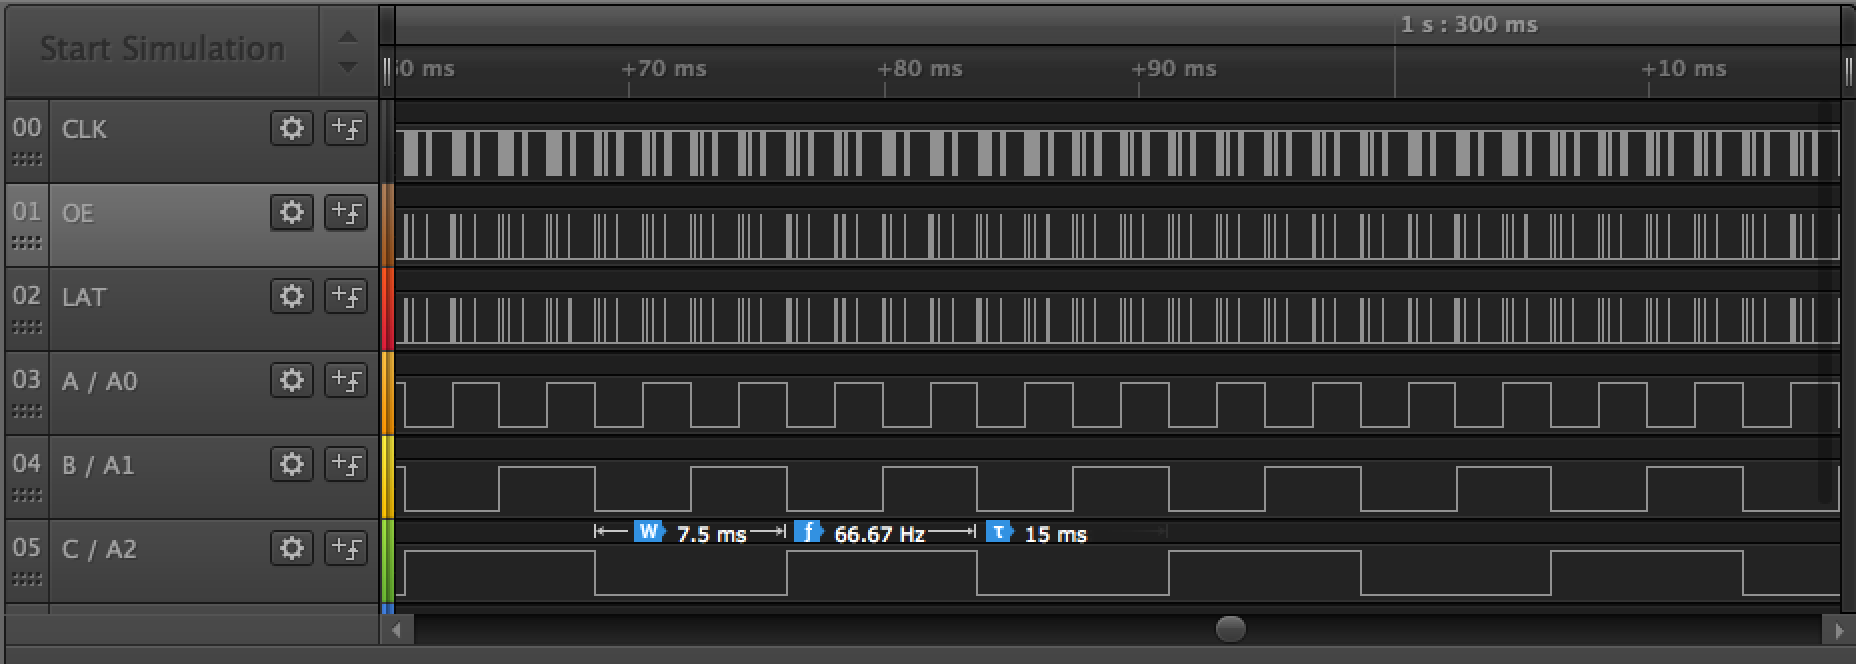 Start Simulation
1 s : 300 ms
0 ms +70 ms +80 ms +90 ms +10 ms
00 CLK
01 OE
02 LAT
03 A / A0
04 B / A1
W 7.5 ms f 66.67 Hz τ 15 ms
05 C / A2